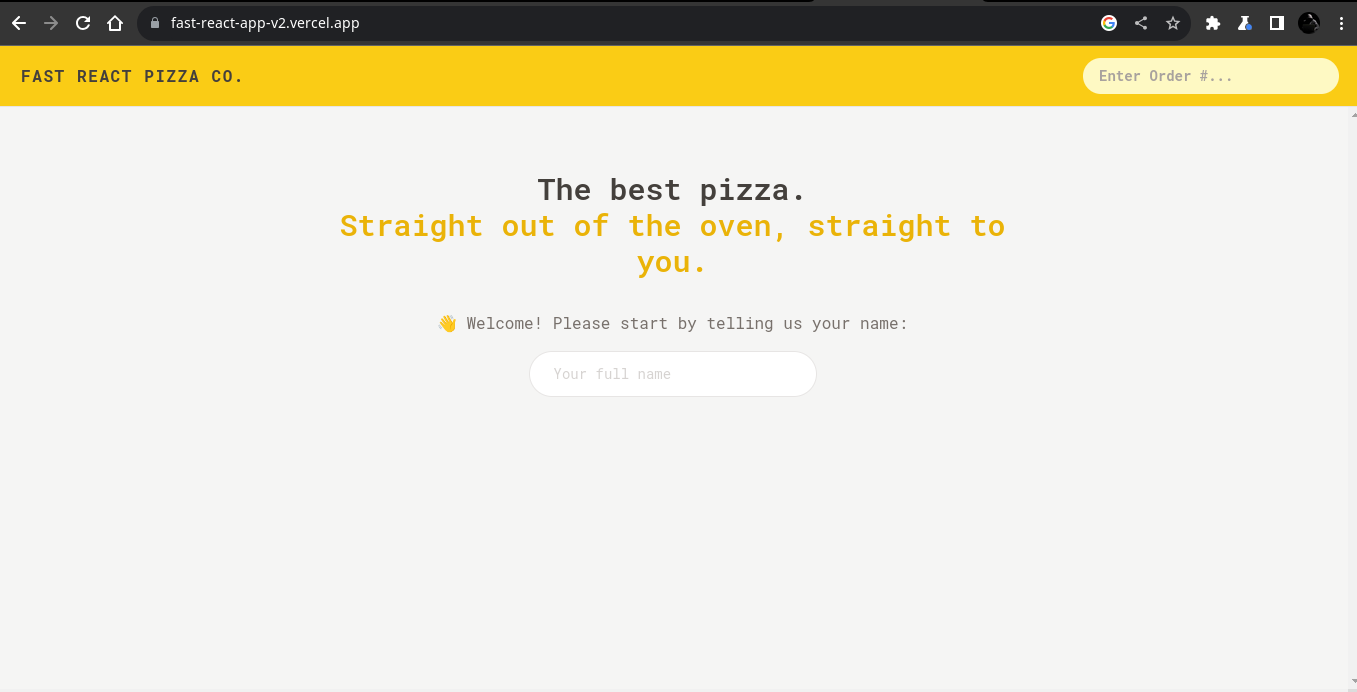 fast-react-app-v2.vercel.app
FAST REACT PIZZA CO.
Enter Order #...
The best pizza.
Straight out of the oven, straight to
you.
👋 Welcome! Please start by telling us your name:
Your full name